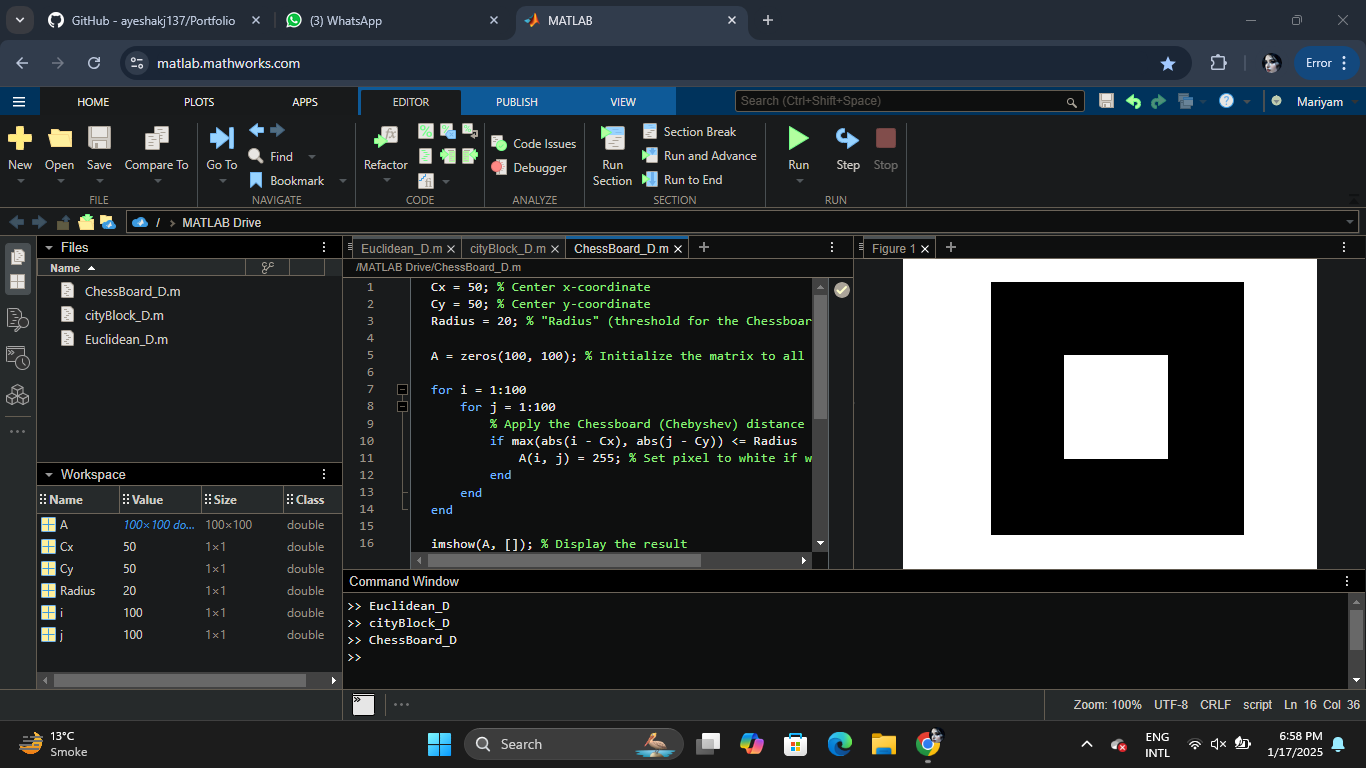 GitHub - ayeshakj137/Portfolio
(3) WhatsApp
MATLAB
matlab.mathworks.com
Error
HOME PLOTS APPS EDITOR PUBLISH VIEW
Search (Ctrl+Shift+Space)
Mariyam
New Open Save Compare To
FILE
Go To
Find
Bookmark
NAVIGATE
Refactor
CODE
Code Issues
Debugger
ANALYZE
Run Section
Section Break
Run and Advance
Run to End
SECTION
Run Step Stop
RUN
/ > MATLAB Drive
Files
Name
ChessBoard_D.m
cityBlock_D.m
Euclidean_D.m
Workspace
Name Value Size Class
A 100×100 do... 100×100 double
Cx 50 1×1 double
Cy 50 1×1 double
Radius 20 1×1 double
i 100 1×1 double
j 100 1×1 double
Euclidean_D.m cityBlock_D.m ChessBoard_D.m
/MATLAB Drive/ChessBoard_D.m
1 Cx = 50; % Center x-coordinate
2 Cy = 50; % Center y-coordinate
3 Radius = 20; % "Radius" (threshold for the Chessboar
4
5 A = zeros(100, 100); % Initialize the matrix to all
6
7 for i = 1:100
8 for j = 1:100
9 % Apply the Chessboard (Chebyshev) distance
10 if max(abs(i - Cx), abs(j - Cy)) <= Radius
11 A(i, j) = 255; % Set pixel to white if w
12 end
13 end
14 end
15
16 imshow(A, []); % Display the result
Figure 1
Command Window
>> Euclidean_D
>> cityBlock_D
>> ChessBoard_D
>>
Zoom: 100% UTF-8 CRLF script Ln 16 Col 36
13°C
Smoke
Search
ENG
INTL
6:58 PM
1/17/2025